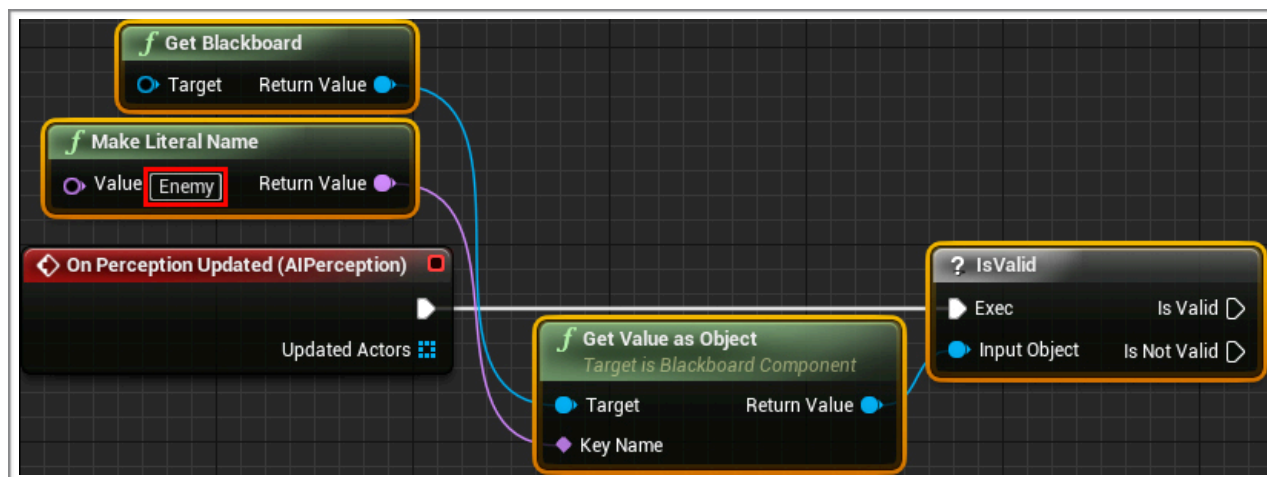 Get Blackboard
Target Return Value
Make Literal Name
Value Enemy Return Value
On Perception Updated (AIPerception)
Updated Actors
Get Value as Object
Target is Blackboard Component
Target Return Value
Key Name
? IsValid
Exec Is Valid
Input Object Is Not Valid